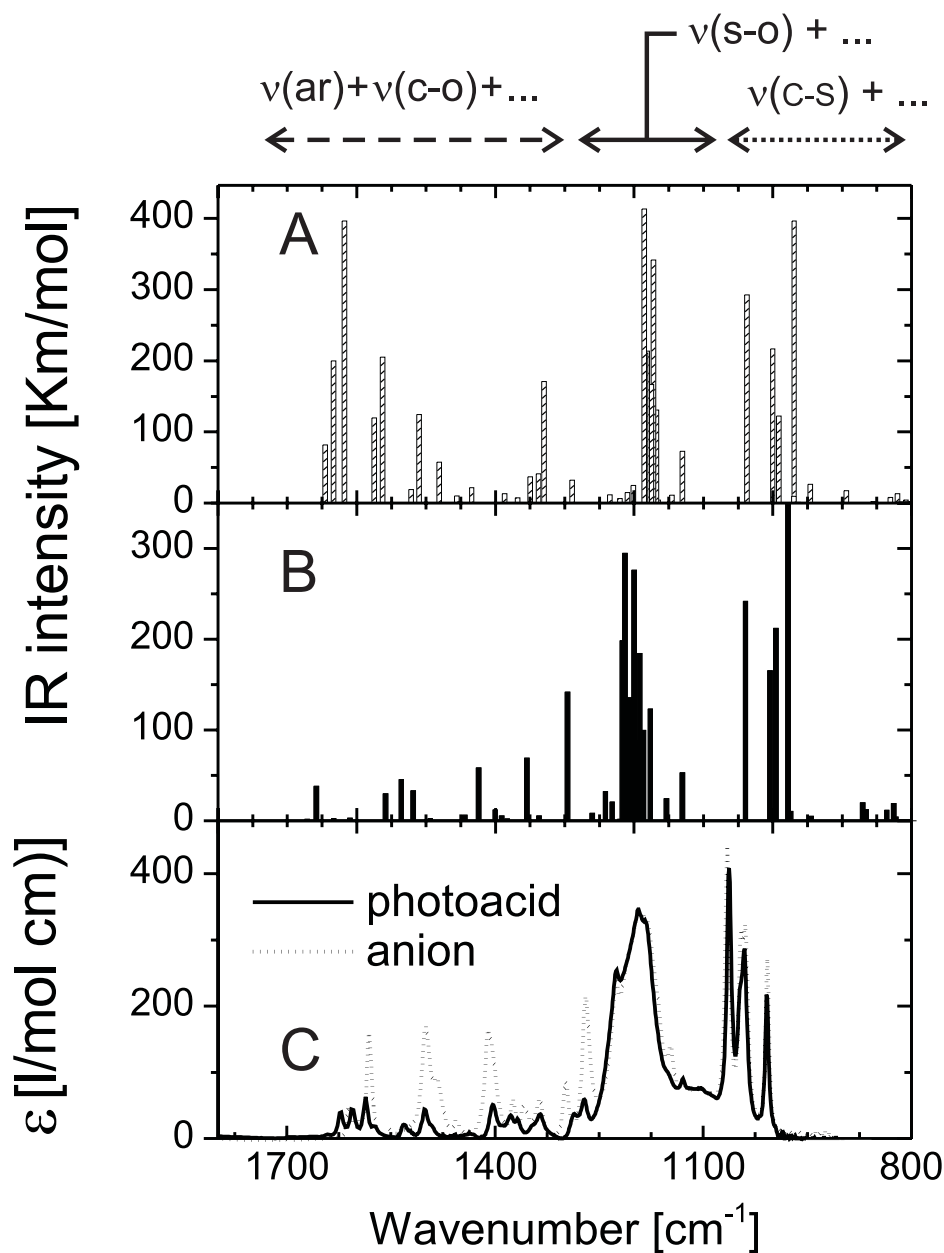 ν(s-o) + ...
ν(ar)+ν(c-o)+...
ν(C-S) + ...
IR intensity [Km/mol]
400
300
200
100
0
A
300
200
100
0
B
ε [l/mol cm)]
400
200
0
photoacid
anion
C
1700
1400
1100
800
Wavenumber [cm⁻¹]